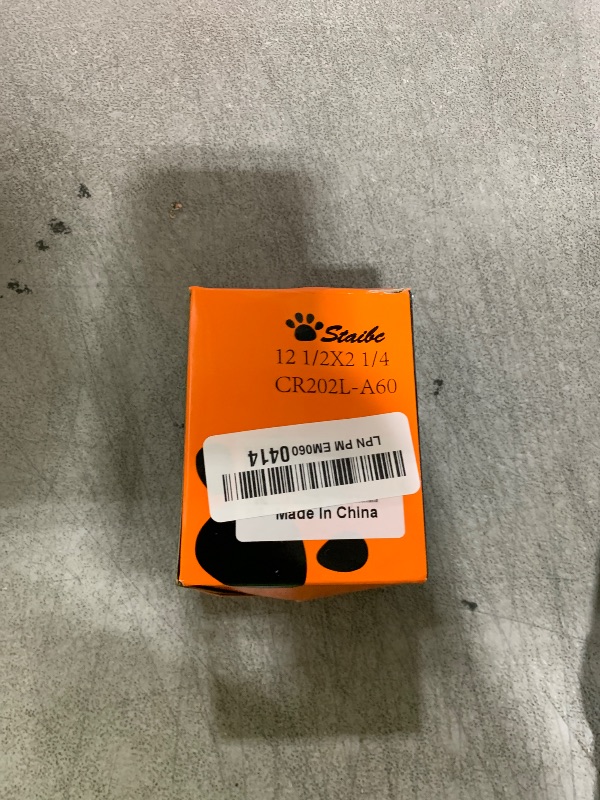 Staibc
12 1/2X2 1/4
CR202L-A60
LPN PM EM0600414
Made In China